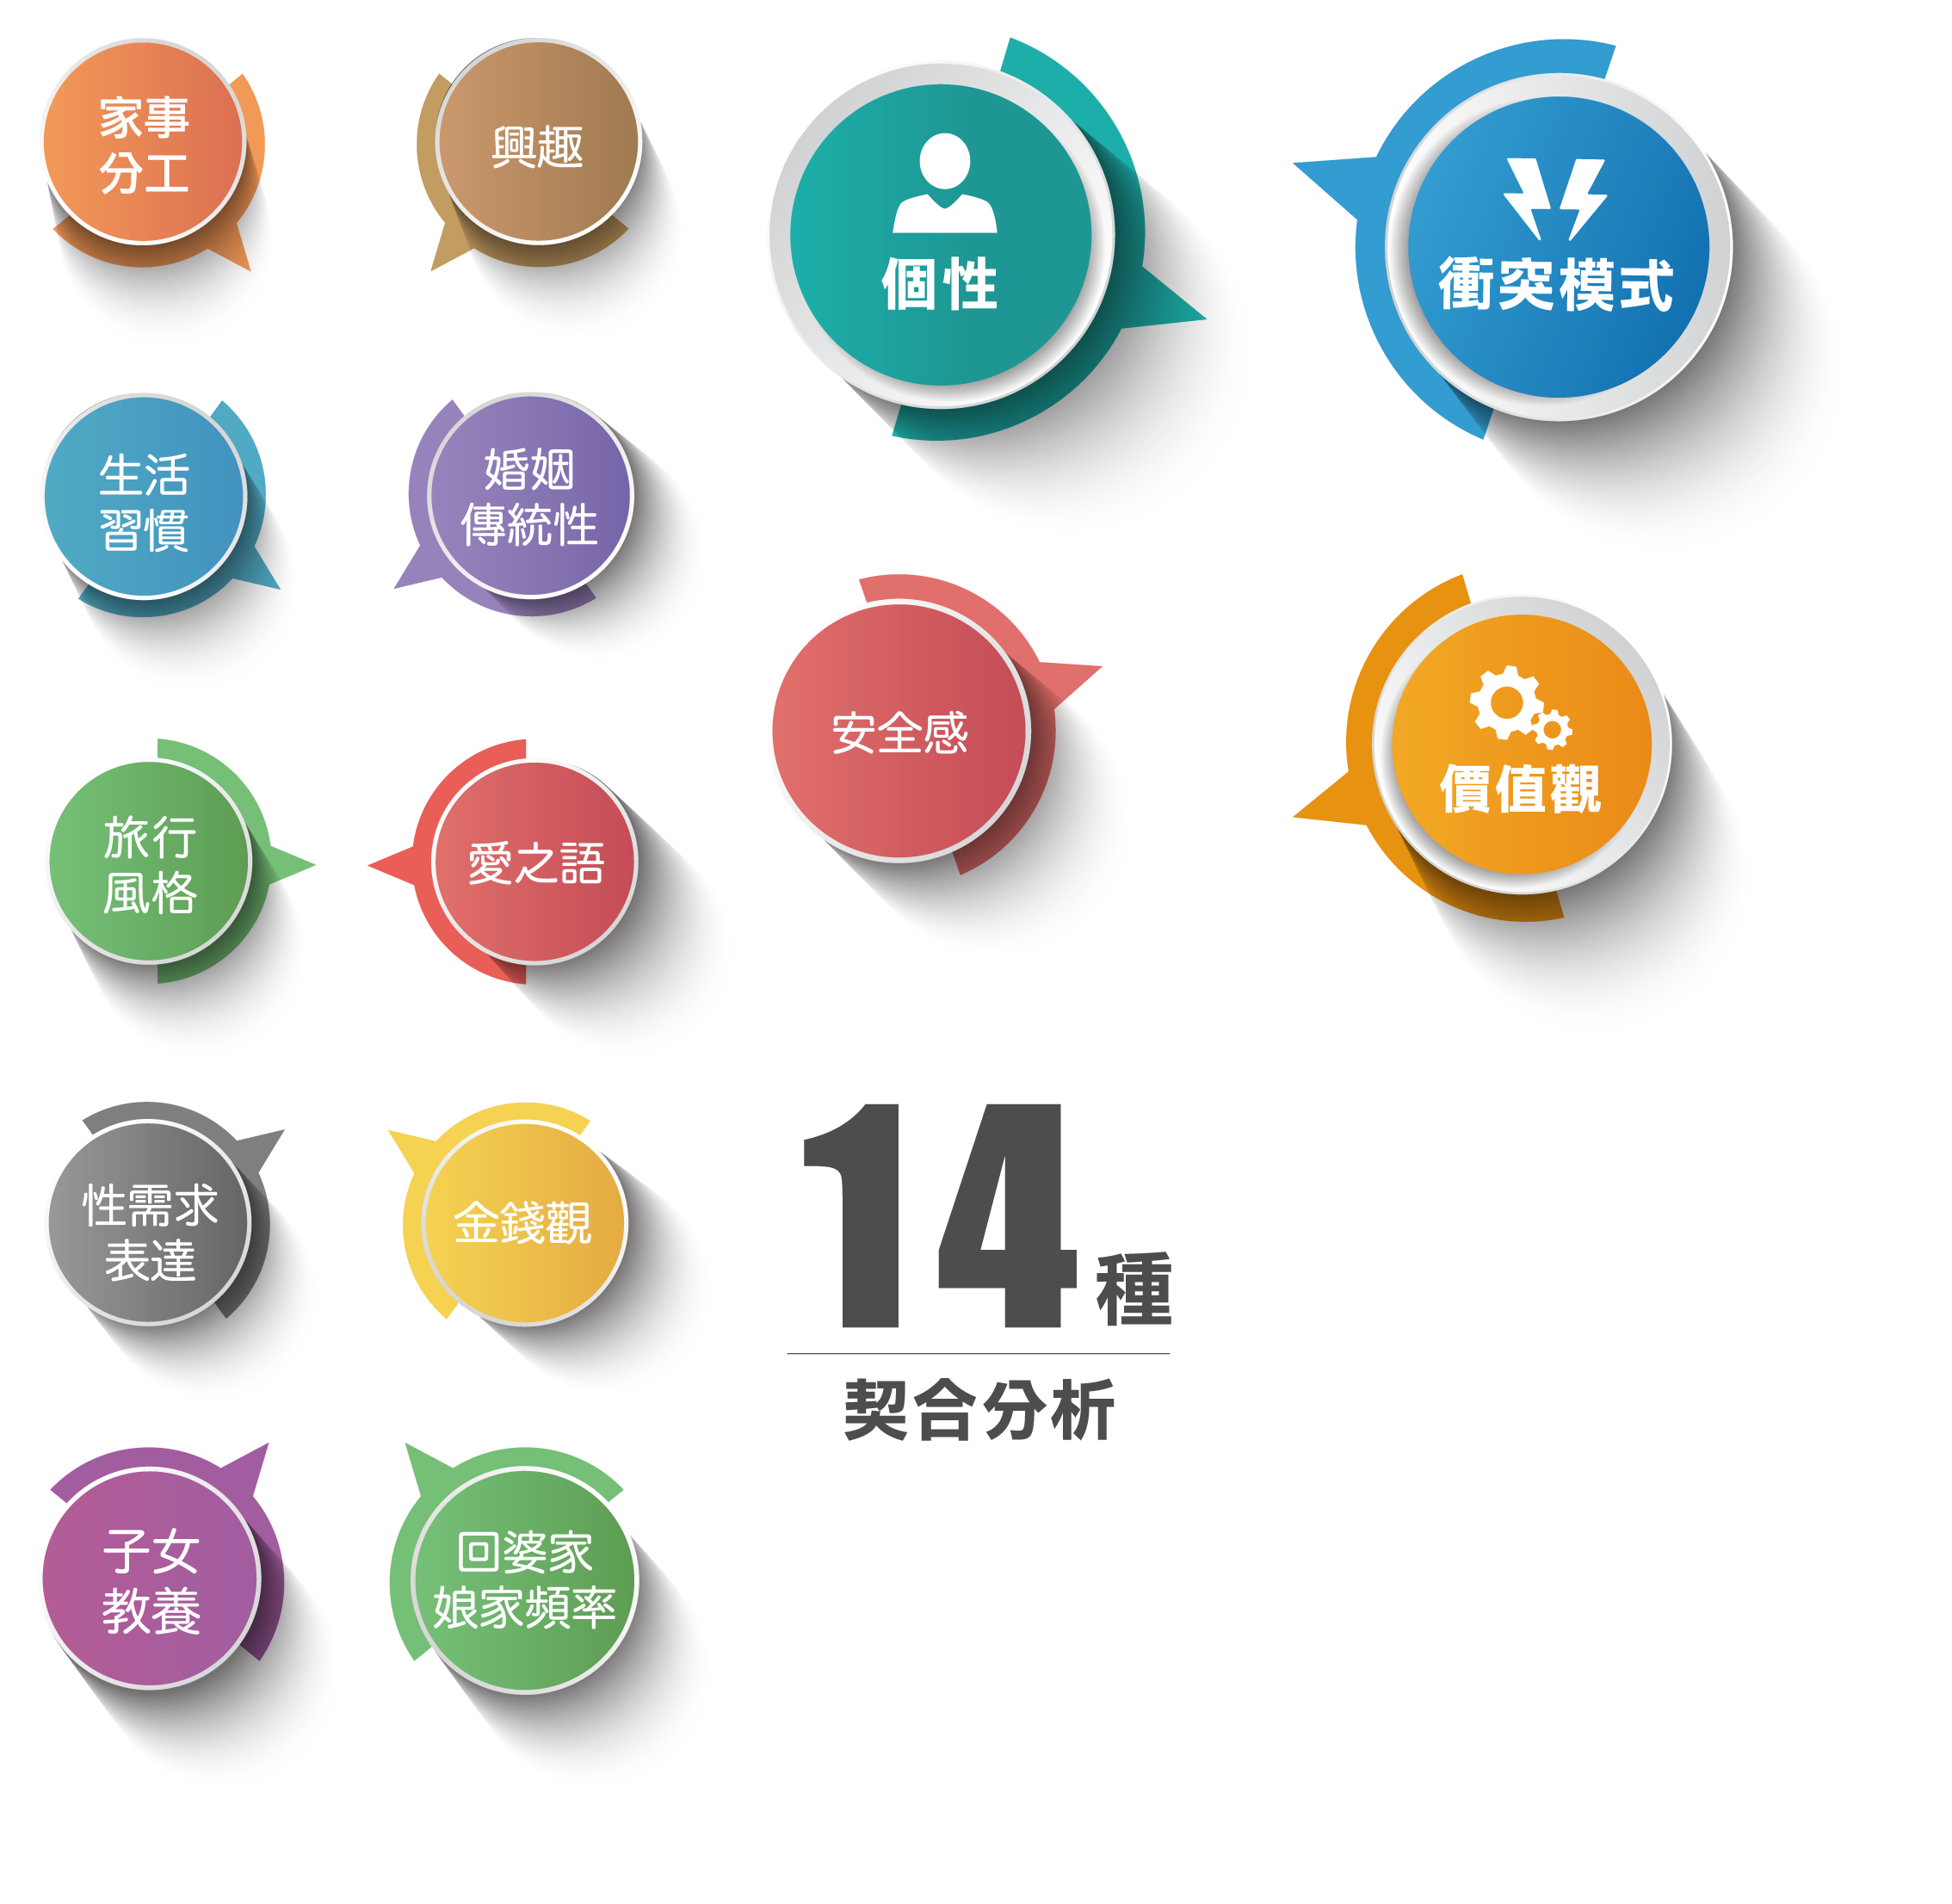 家事
分工
興趣
個性
衝突模式
生活
習慣
婚姻
傳統性
安全感
價值觀
旅行
風格
愛之語
性需求
表達
金錢觀
14種
契合分析
子女
教養
回婆家
娘家頻率